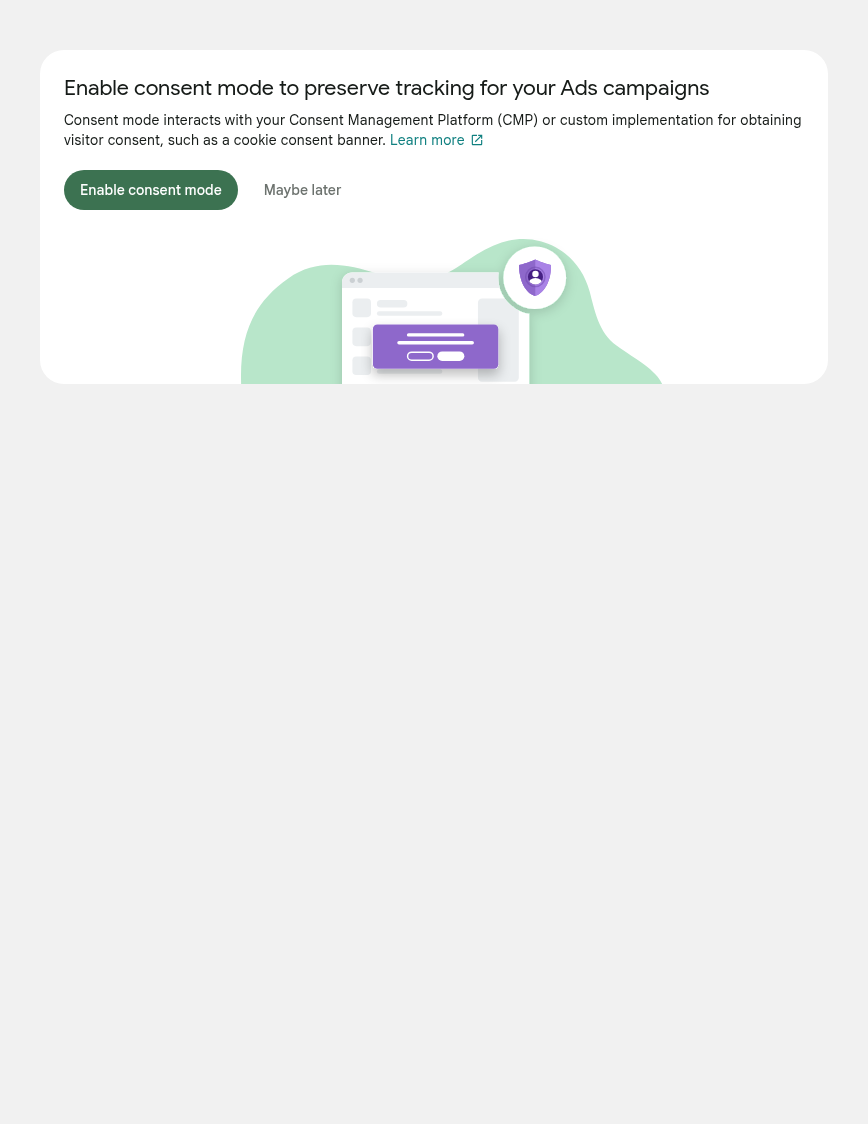 Enable consent mode to preserve tracking for your Ads campaigns
Consent mode interacts with your Consent Management Platform (CMP) or custom implementation for obtaining
visitor consent, such as a cookie consent banner. Learn more
Enable consent mode
Maybe later